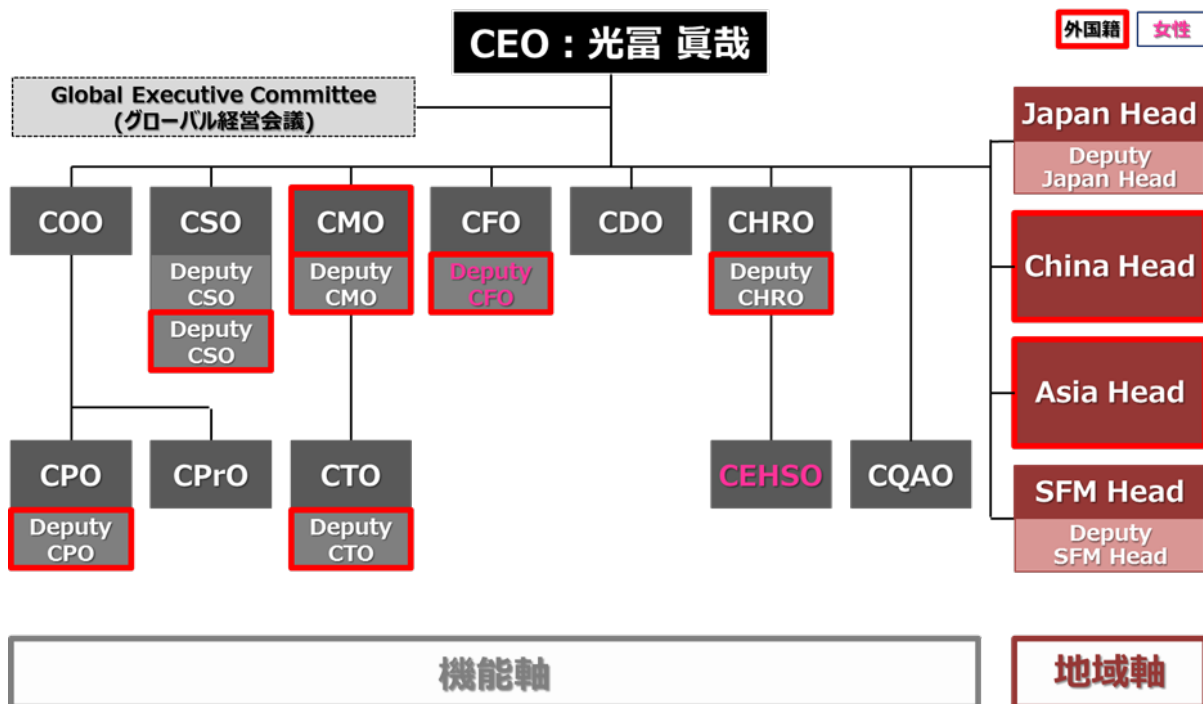 CEO：光冨 眞哉
外国籍
女性
Global Executive Committee
(グローバル経営会議)
Japan Head
Deputy
Japan Head
COO
CSO
Deputy
CSO
Deputy
CSO
CMO
Deputy
CMO
CFO
Deputy
CFO
CDO
CHRO
Deputy
CHRO
China Head
Asia Head
CPO
Deputy
CPO
CPrO
CTO
Deputy
CTO
CEHSO
CQAO
SFM Head
Deputy
SFM Head
機能軸
地域軸